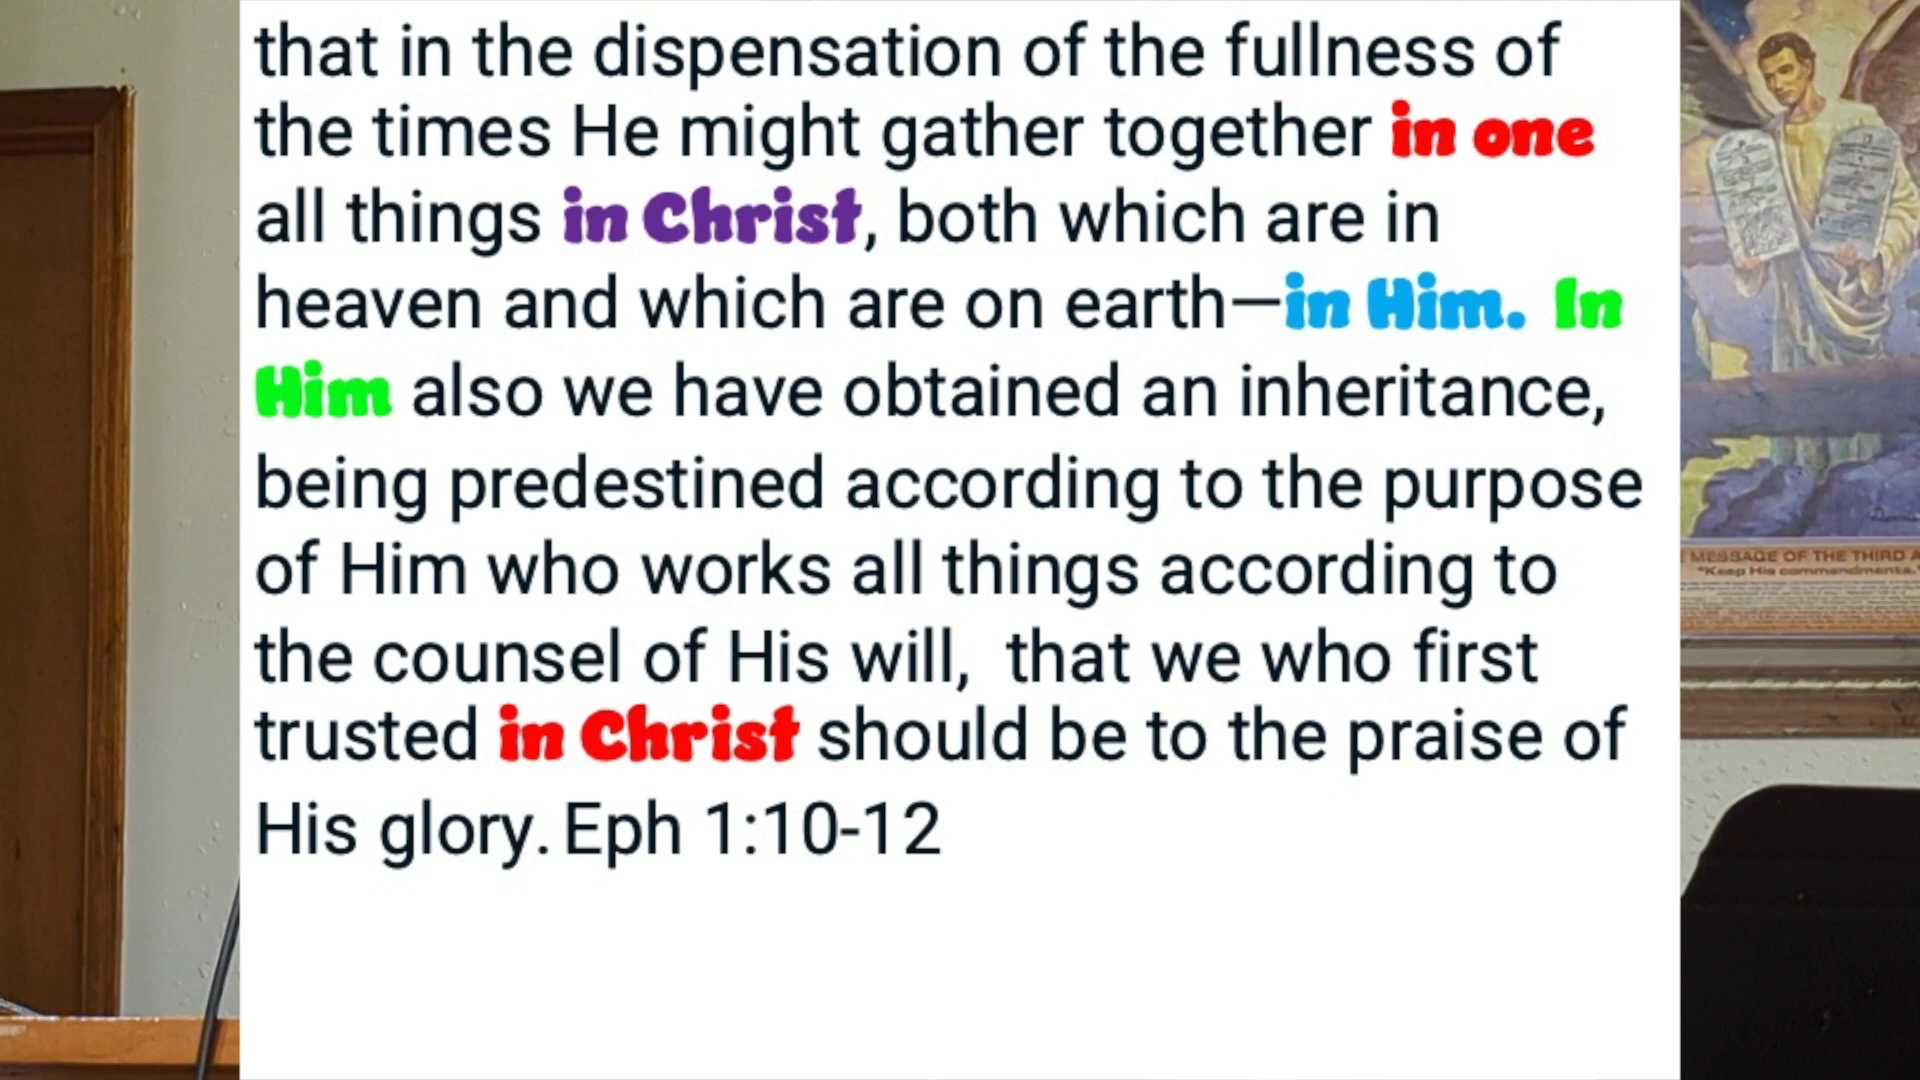 that in the dispensation of the fullness of
the times He might gather together in one
all things in Christ, both which are in
heaven and which are on earth—in Him. In
Him also we have obtained an inheritance,
being predestined according to the purpose
of Him who works all things according to
the counsel of His will, that we who first
trusted in Christ should be to the praise of
His glory. Eph 1:10-12
MESSAGE OF THE THIRD A
"Keep His commandments."